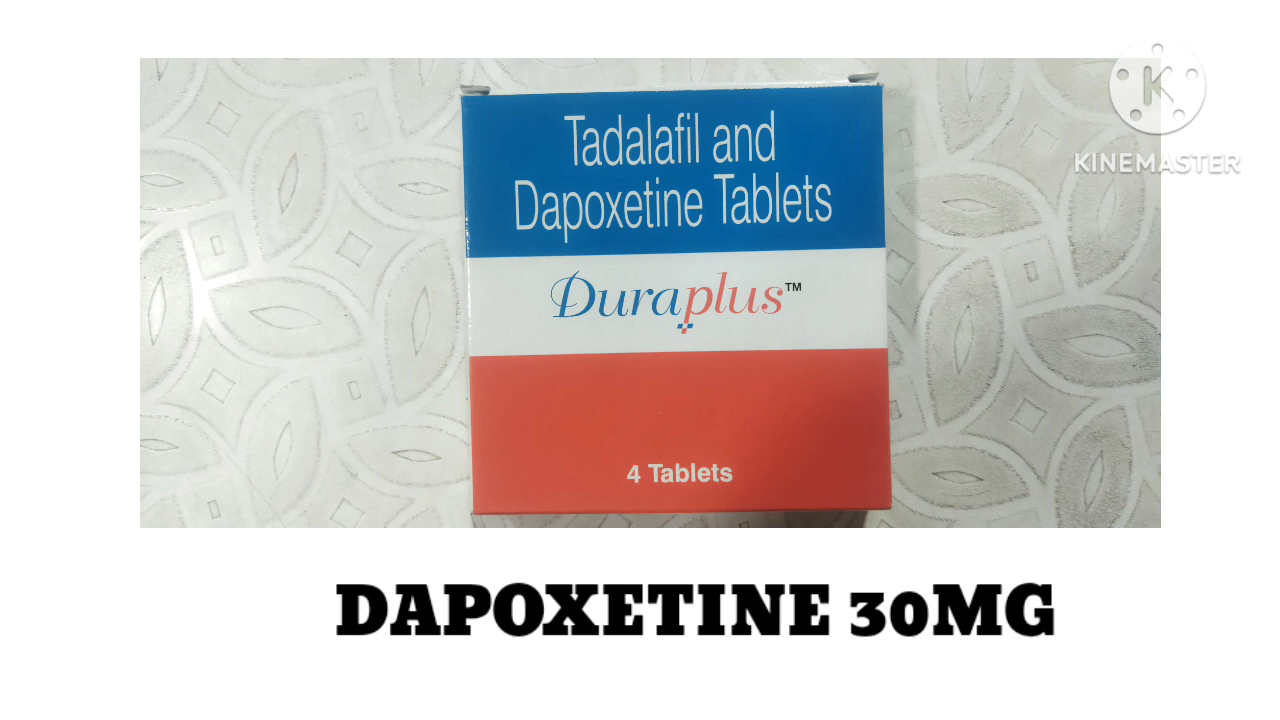 K
KINEMASTER
Tadalafil and
Dapoxetine Tablets
Duraplus™
4 Tablets
DAPOXETINE 30MG